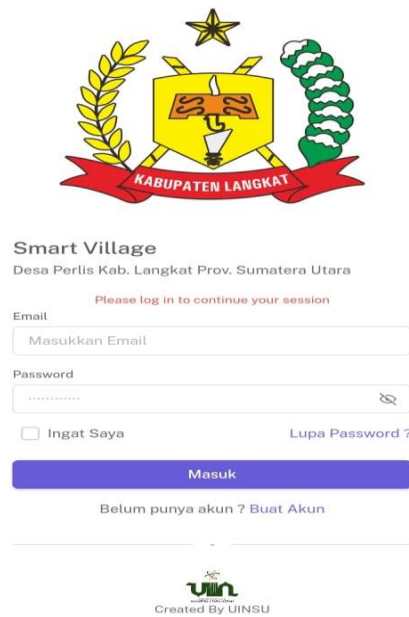 KABUPATEN LANGKAT
Smart Village
Desa Perlis Kab. Langkat Prov. Sumatera Utara
Please log in to continue your session
Email
Masukkan Email
Password
············
Ingat Saya Lupa Password ?
Masuk
Belum punya akun ? Buat Akun
UIN
Created By UINSU